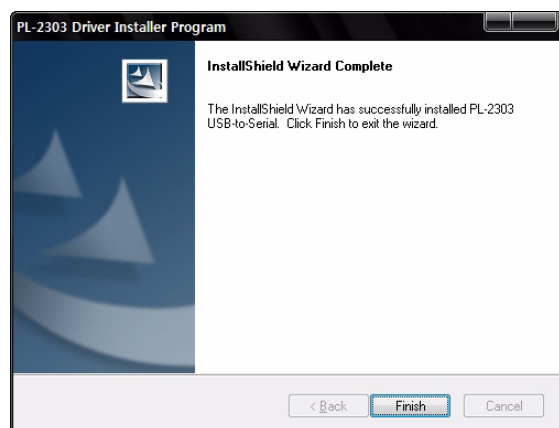 PL-2303 Driver Installer Program
InstallShield Wizard Complete
The InstallShield Wizard has successfully installed PL-2303
USB-to-Serial. Click Finish to exit the wizard.
< Back Finish Cancel